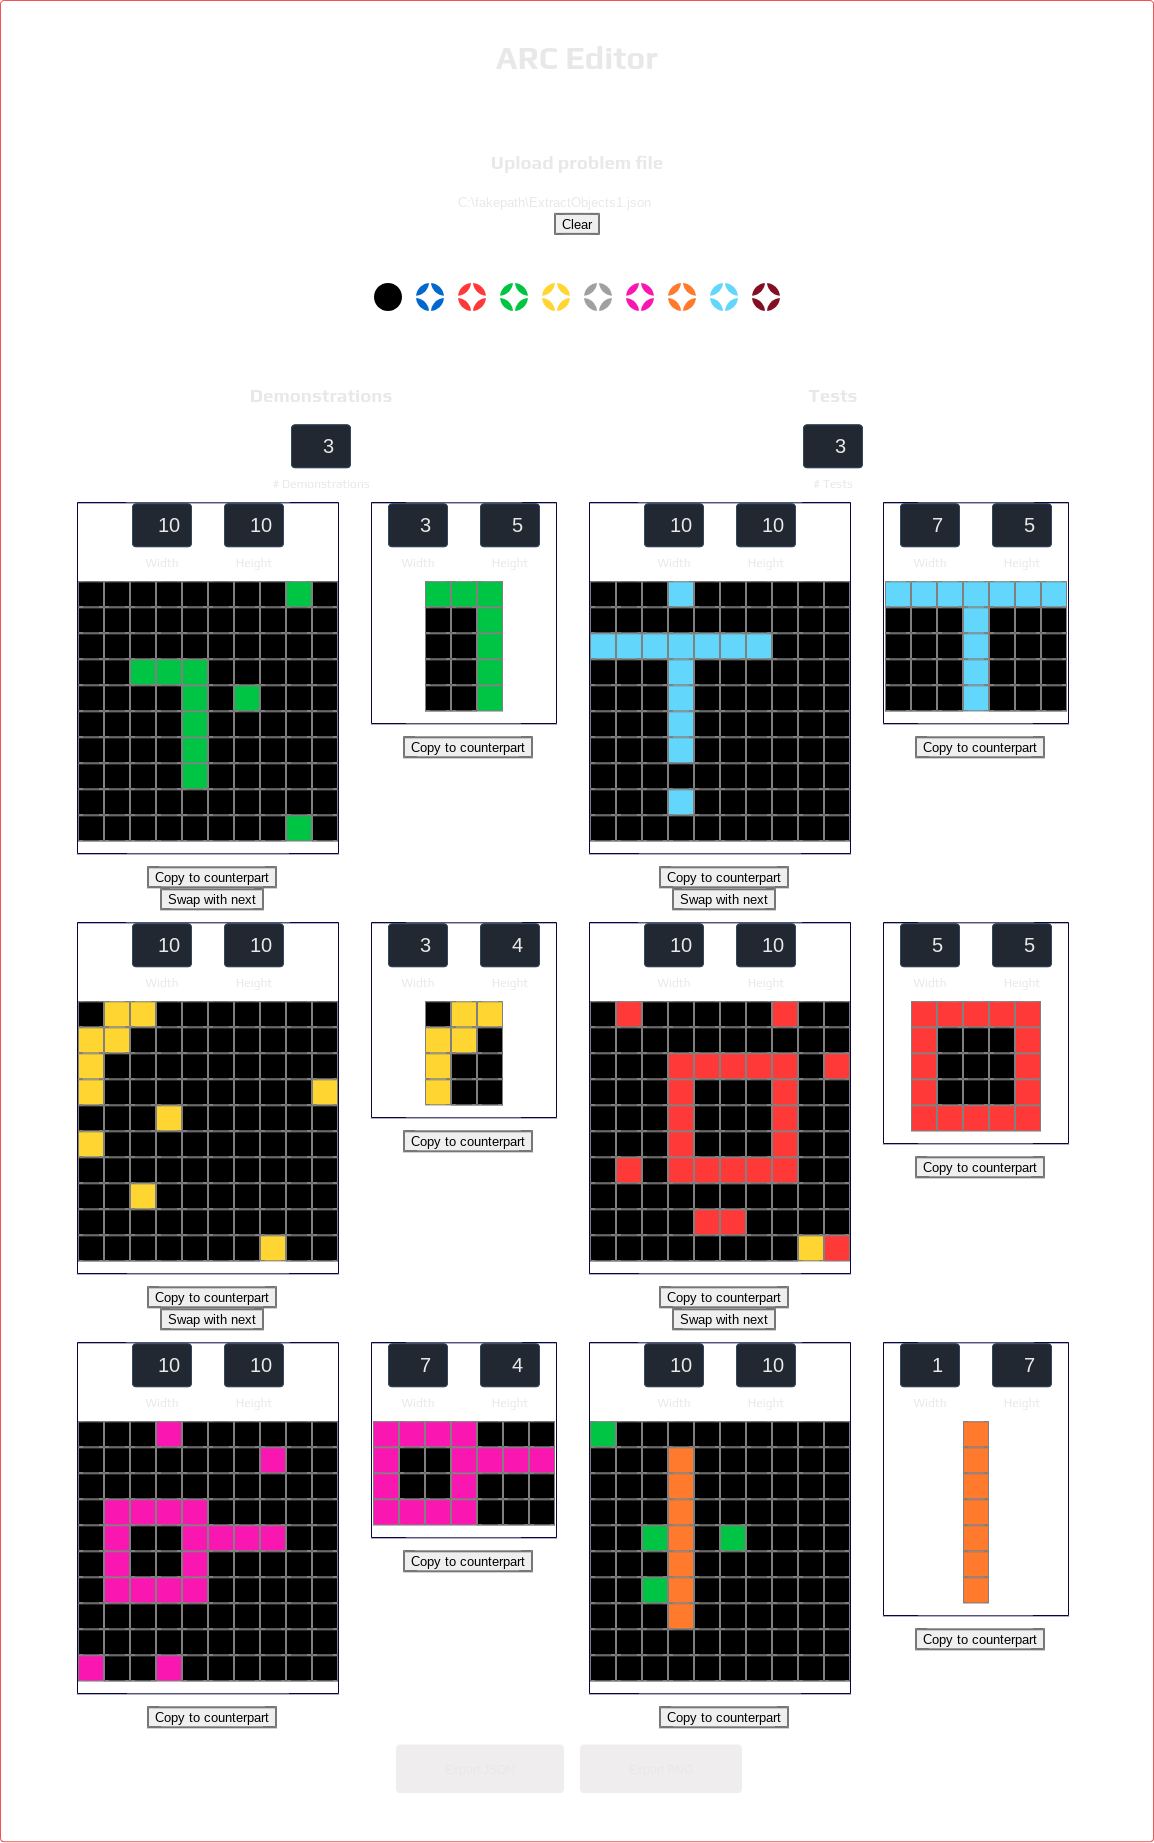 ARC Editor
Upload problem file
C:\fakepath\ExtractObjects1.json
Clear
Demonstrations
Tests
3
3
# Demonstrations
# Tests
10 10 3 5 10 10 7 5
Width Height Width Height Width Height Width Height
Copy to counterpart Copy to counterpart
Copy to counterpart Copy to counterpart
Swap with next Swap with next
10 10 3 4 10 10 5 5
Width Height Width Height Width Height Width Height
Copy to counterpart
Copy to counterpart
Copy to counterpart Copy to counterpart
Swap with next Swap with next
10 10 7 4 10 10 1 7
Width Height Width Height Width Height Width Height
Copy to counterpart
Copy to counterpart
Copy to counterpart Copy to counterpart
Export JSON Export PNG